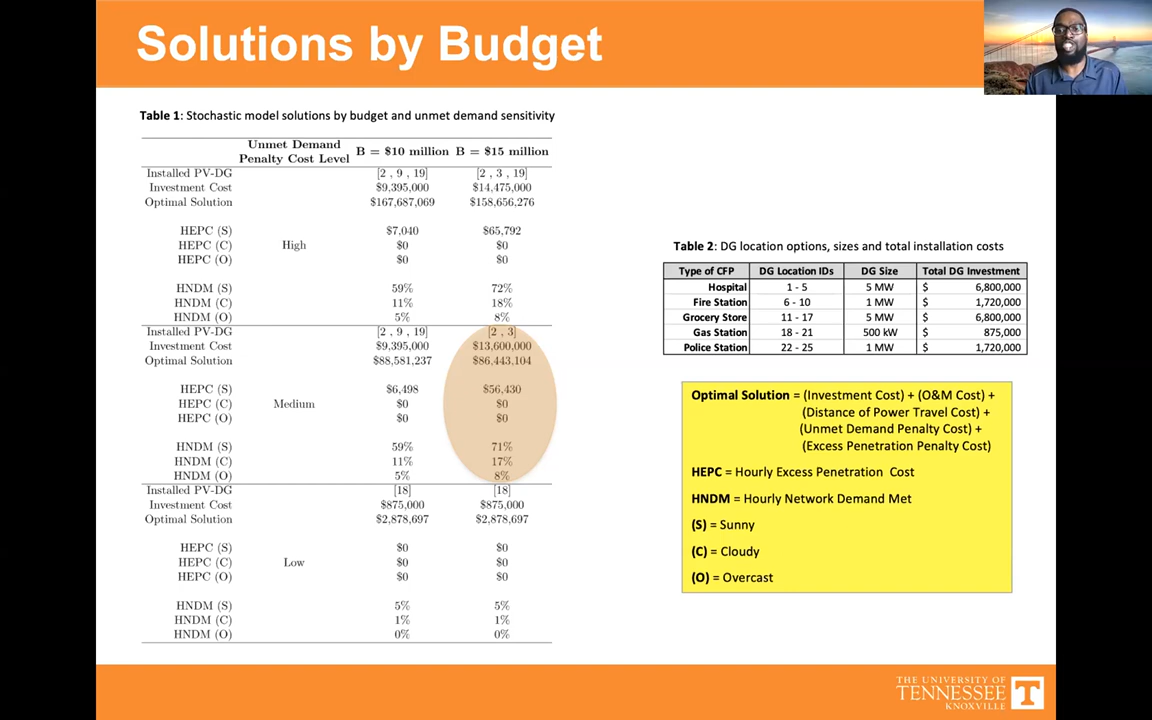 Solutions by Budget
Table 1: Stochastic model solutions by budget and unmet demand sensitivity
Unmet Demand
Penalty Cost Level B = $10 million B = $15 million
Installed PV-DG [2 , 9 , 19] [2 , 3 , 19]
Investment Cost $9,395,000 $14,475,000
Optimal Solution $167,687,069 $158,656,276
HEPC (S) $7,040 $65,792
HEPC (C) High $0 $0
HEPC (O) $0 $0
HNDM (S) 59% 72%
HNDM (C) 11% 18%
HNDM (O) 5% 8%
Installed PV-DG [2 , 9 , 19] [2 , 3]
Investment Cost $9,395,000 $13,600,000
Optimal Solution $88,581,237 $86,443,104
HEPC (S) $6,498 $56,430
HEPC (C) Medium $0 $0
HEPC (O) $0 $0
HNDM (S) 59% 71%
HNDM (C) 11% 17%
HNDM (O) 5% 8%
Installed PV-DG [18] [18]
Investment Cost $875,000 $875,000
Optimal Solution $2,878,697 $2,878,697
HEPC (S) $0 $0
HEPC (C) Low $0 $0
HEPC (O) $0 $0
HNDM (S) 5% 5%
HNDM (C) 1% 1%
HNDM (O) 0% 0%
Table 2: DG location options, sizes and total installation costs
Type of CFP DG Location IDs DG Size Total DG Investment
Hospital 1 - 5 5 MW $ 6,800,000
Fire Station 6 - 10 1 MW $ 1,720,000
Grocery Store 11 - 17 5 MW $ 6,800,000
Gas Station 18 - 21 500 kW $ 875,000
Police Station 22 - 25 1 MW $ 1,720,000
Optimal Solution = (Investment Cost) + (O&M Cost) +
(Distance of Power Travel Cost) +
(Unmet Demand Penalty Cost) +
(Excess Penetration Penalty Cost)
HEPC = Hourly Excess Penetration Cost
HNDM = Hourly Network Demand Met
(S) = Sunny
(C) = Cloudy
(O) = Overcast
THE UNIVERSITY OF
TENNESSEE
KNOXVILLE
T